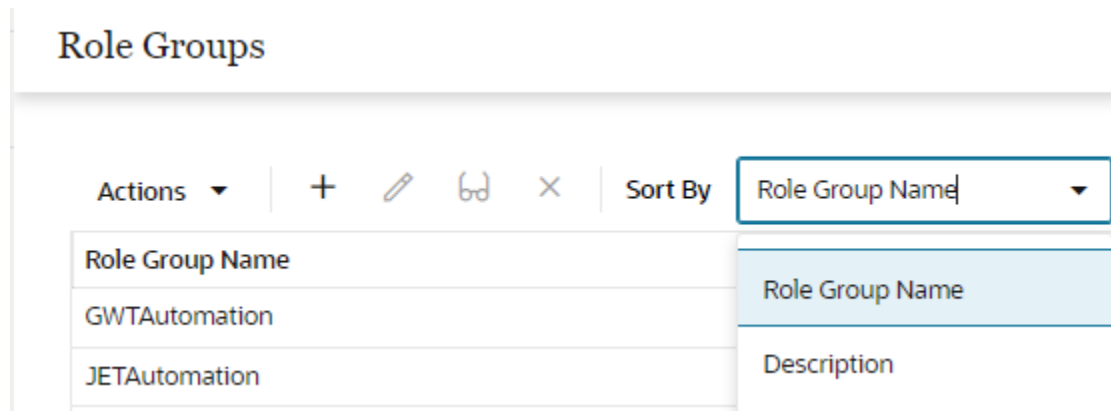 Role Groups
Actions Sort By Role Group Name
Role Group Name
Role Group Name
GWTAutomation
Description
JETAutomation